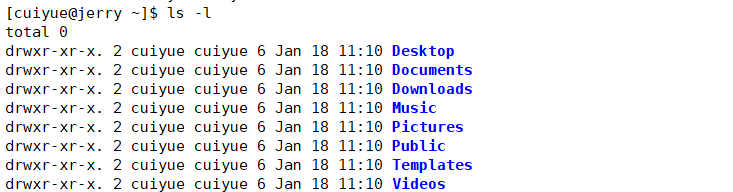 [cuiyue@jerry ~]$ ls -l
total 0
drwxr-xr-x. 2 cuiyue cuiyue 6 Jan 18 11:10 Desktop
drwxr-xr-x. 2 cuiyue cuiyue 6 Jan 18 11:10 Documents
drwxr-xr-x. 2 cuiyue cuiyue 6 Jan 18 11:10 Downloads
drwxr-xr-x. 2 cuiyue cuiyue 6 Jan 18 11:10 Music
drwxr-xr-x. 2 cuiyue cuiyue 6 Jan 18 11:10 Pictures
drwxr-xr-x. 2 cuiyue cuiyue 6 Jan 18 11:10 Public
drwxr-xr-x. 2 cuiyue cuiyue 6 Jan 18 11:10 Templates
drwxr-xr-x. 2 cuiyue cuiyue 6 Jan 18 11:10 Videos